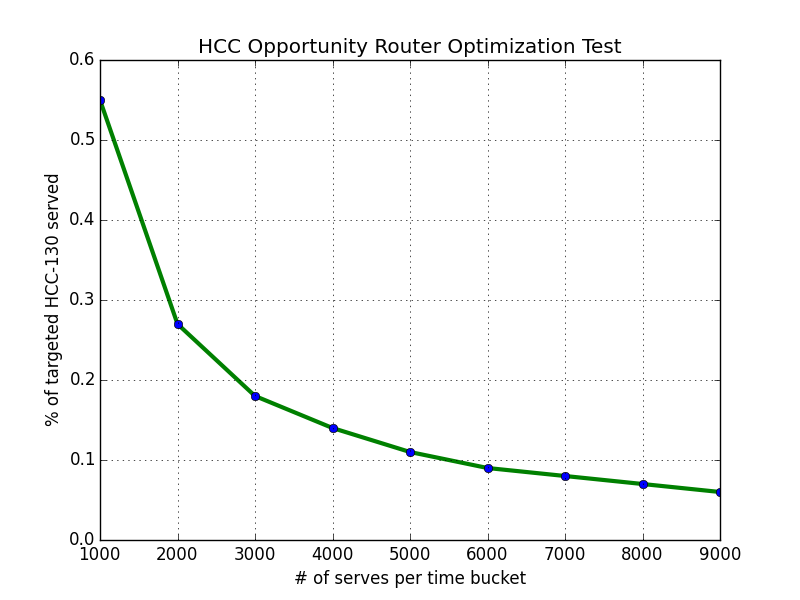 HCC Opportunity Router Optimization Test
0.6
0.5
0.4
0.3
0.2
0.1
0.0
% of targeted HCC-130 served
1000 2000 3000 4000 5000 6000 7000 8000 9000
# of serves per time bucket